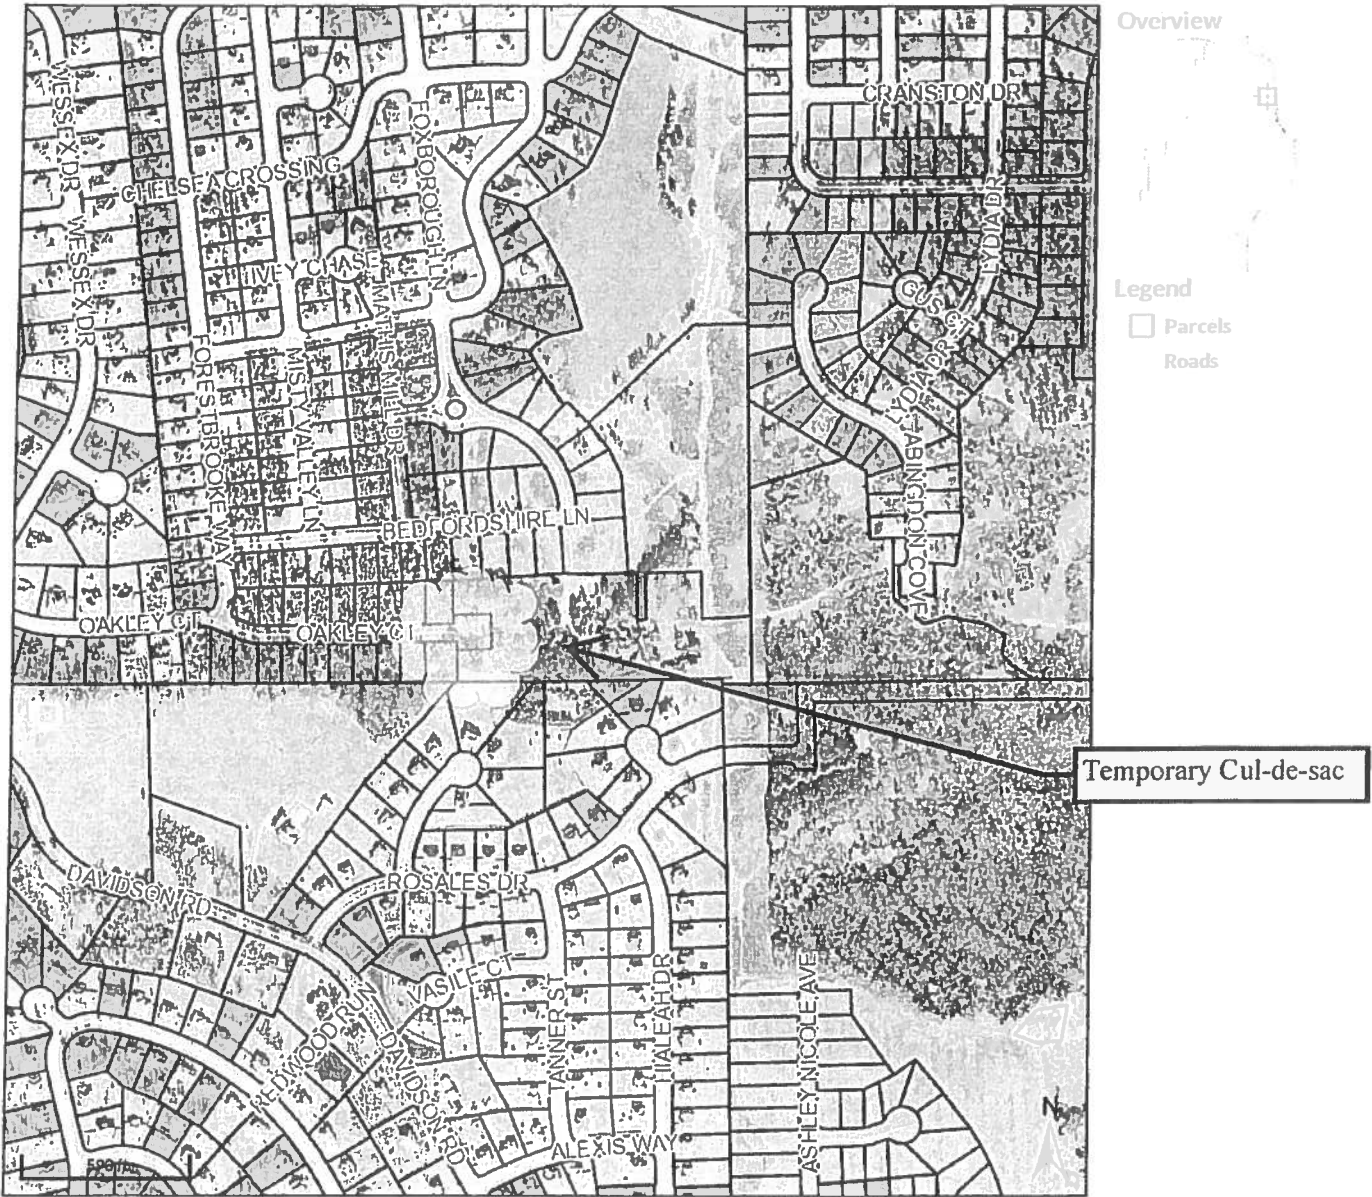 Overview
CRANSTON DR
WESSEX DR
FOXBOROUGH LN
CHELSEA CROSSING
LYDIA DR
WESSEX DR
IVEY CHASE
Legend
Parcels
Roads
GUS CT
MATHIS MILL DR
FORESTBROOKE WAY
MISTY VALLEY LN
LYDIA DR
ABINGDON COVE
BEDFORDSHIRE LN
OAKLEY CT
OAKLEY CT
Temporary Cul-de-sac
DAVIDSON RD
ROSALES DR
VASILE CT
TANNER ST
HIALEAH DR
ASHLEY NICOLE AVE
REDWOOD RUN
DAVIDSON RD
N
ALEXIS WAY